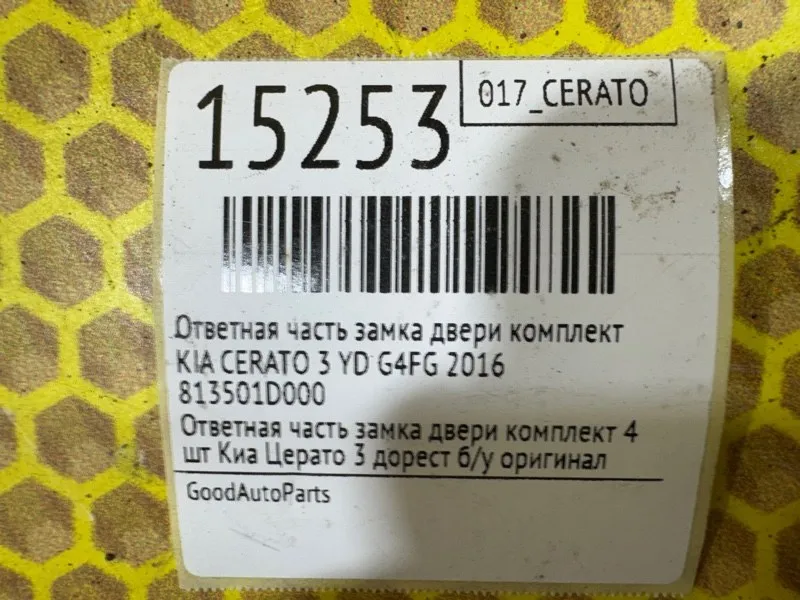 15253
017_CERATO
Ответная часть замка двери комплект
KIA CERATO 3 YD G4FG 2016
813501D000
Ответная часть замка двери комплект 4
шт Киа Церато 3 дорест б/у оригинал
GoodAutoParts